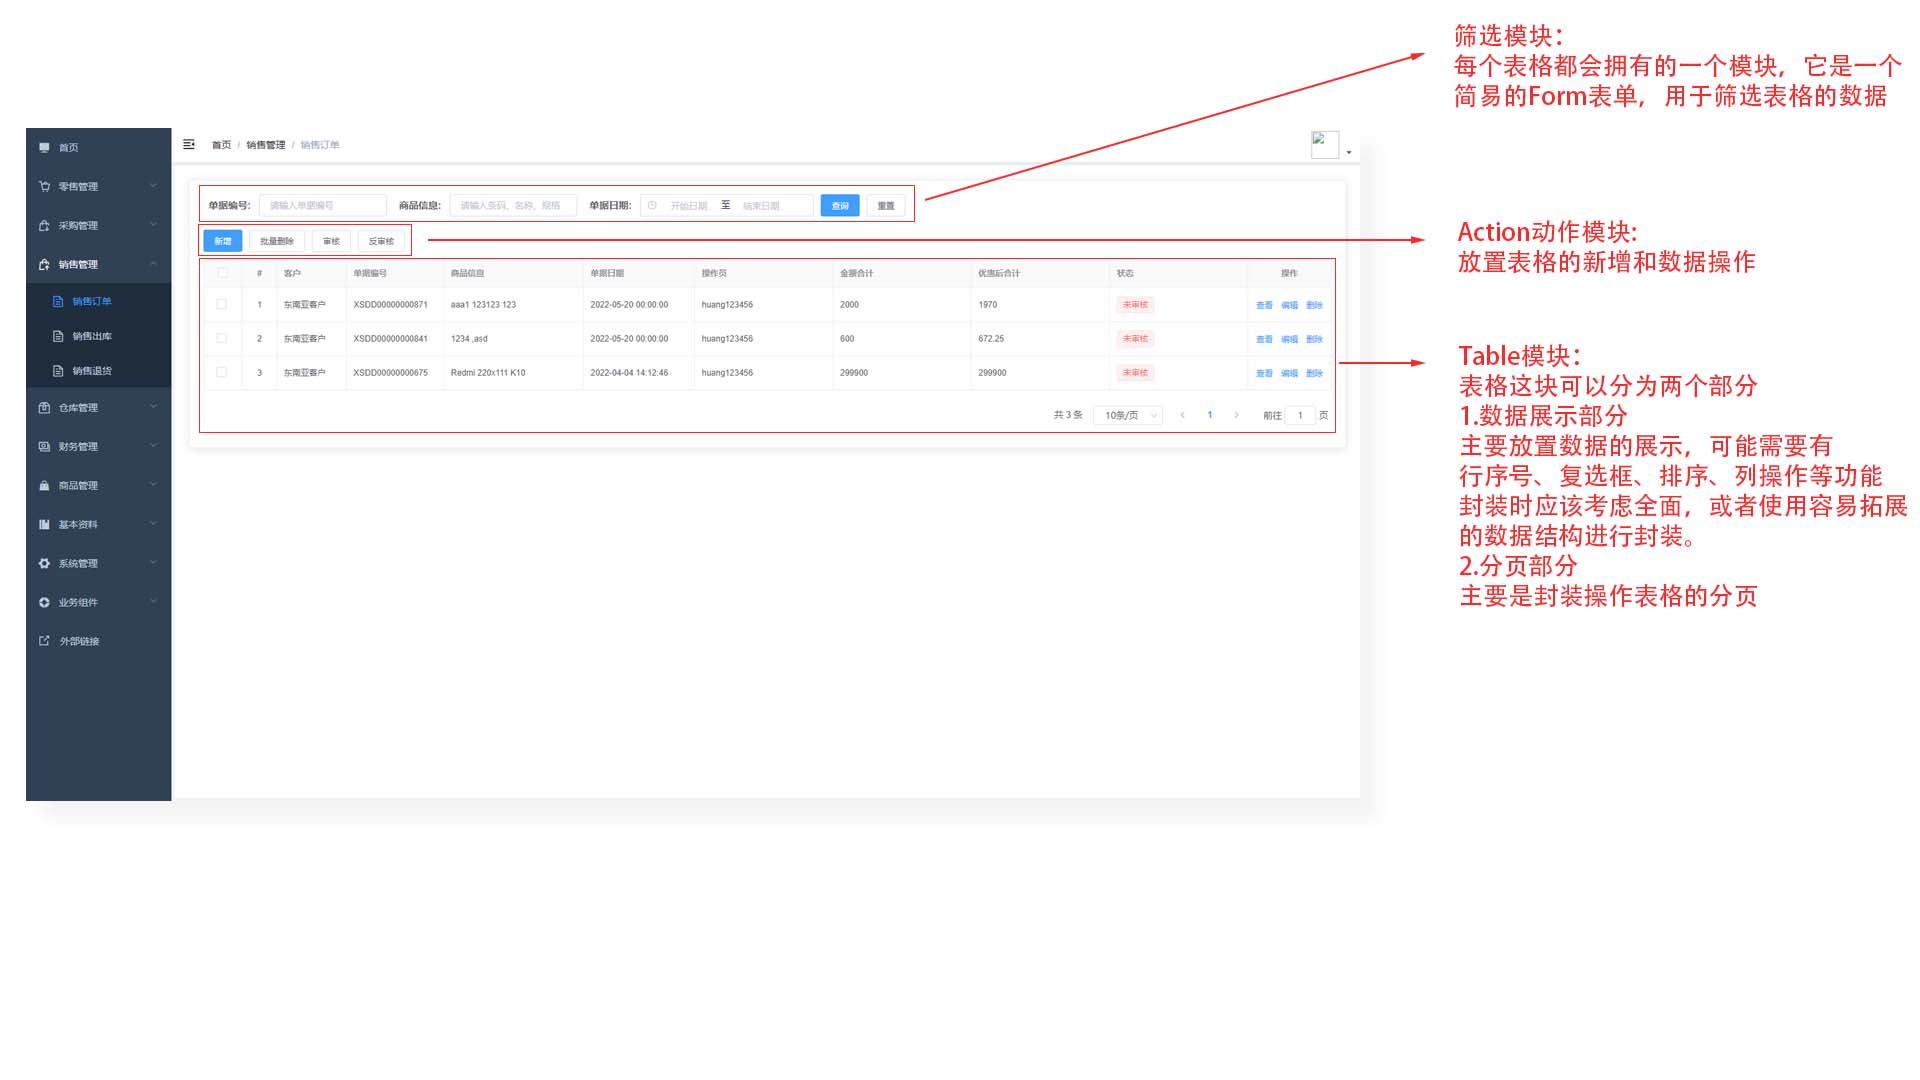 筛选模块：
每个表格都会拥有的一个模块，它是一个
简易的Form表单，用于筛选表格的数据
首页
零售管理
采购管理
销售管理
销售订单
销售出库
销售退货
仓库管理
财务管理
商品管理
基本资料
系统管理
业务组件
外部链接
首页 / 销售管理 / 销售订单
单据编号: 请输入单据编号 商品信息: 请输入条码、名称、规格 单据日期: 开始日期 至 结束日期 查询 重置
新增 批量删除 审核 反审核
# 客户 单据编号 商品信息 单据日期 操作员 金额合计 优惠后合计 状态 操作
1 东南亚客户 XSDD00000000871 aaa1 123123 123 2022-05-20 00:00:00 huang123456 2000 1970 未审核 查看 编辑 删除
2 东南亚客户 XSDD00000000841 1234 ,asd 2022-05-20 00:00:00 huang123456 600 672.25 未审核 查看 编辑 删除
3 东南亚客户 XSDD00000000675 Redmi 220x111 K10 2022-04-04 14:12:46 huang123456 299900 299900 未审核 查看 编辑 删除
共 3 条 10条/页 1 前往 1 页
Action动作模块:
放置表格的新增和数据操作
Table模块：
表格这块可以分为两个部分
1.数据展示部分
主要放置数据的展示，可能需要有
行序号、复选框、排序、列操作等功能
封装时应该考虑全面，或者使用容易拓展
的数据结构进行封装。
2.分页部分
主要是封装操作表格的分页